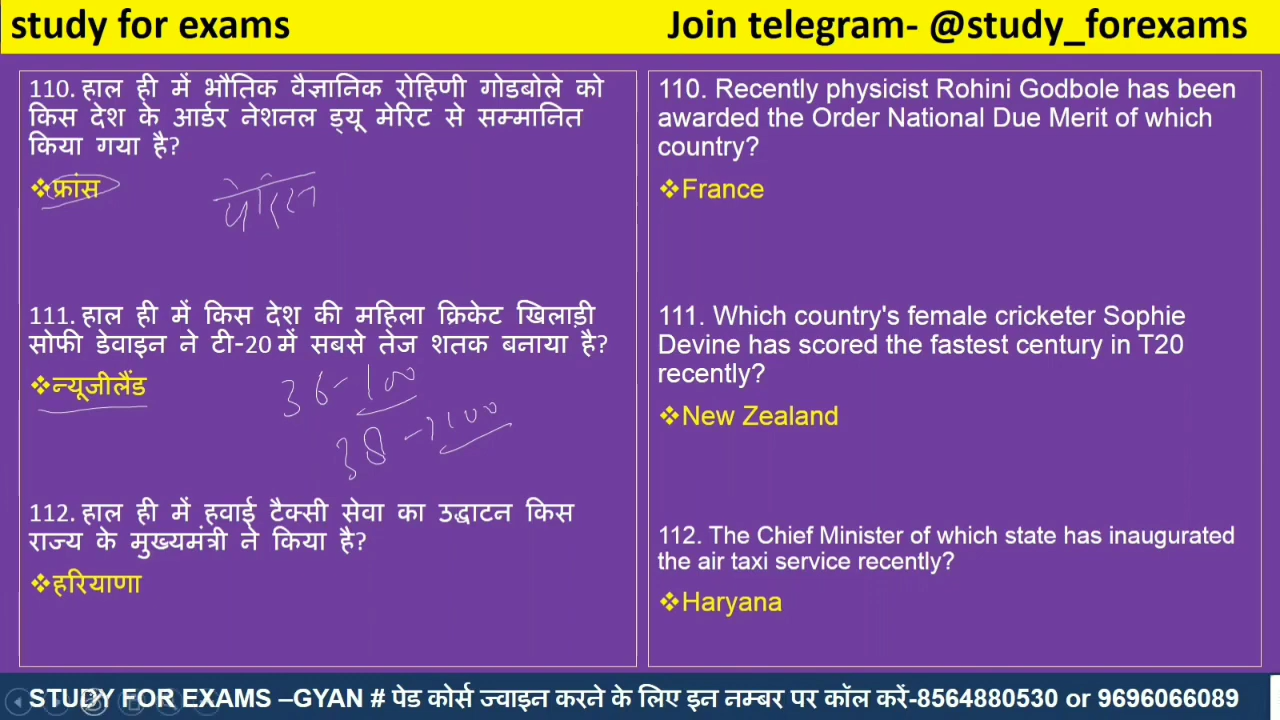 study for exams
Join telegram- @study_forexams
110. हाल ही में भौतिक वैज्ञानिक रोहिणी गोडबोले को
किस देश के आर्डर नेशनल ड्यू मेरिट से सम्मानित
किया गया है?
❖फ्रांस
111. हाल ही में किस देश की महिला क्रिकेट खिलाड़ी
सोफी डेवाइन ने टी-20 में सबसे तेज शतक बनाया है?
❖न्यूजीलैंड
36-100
38-
112. हाल ही में हवाई टैक्सी सेवा का उद्घाटन किस
राज्य के मुख्यमंत्री ने किया है?
❖हरियाणा
110. Recently physicist Rohini Godbole has been
awarded the Order National Due Merit of which
country?
❖France
111. Which country's female cricketer Sophie
Devine has scored the fastest century in T20
recently?
❖New Zealand
112. The Chief Minister of which state has inaugurated
the air taxi service recently?
❖Haryana
STUDY FOR EXAMS –GYAN # पेड कोर्स ज्वाइन करने के लिए इन नम्बर पर कॉल करें-8564880530 or 9696066089